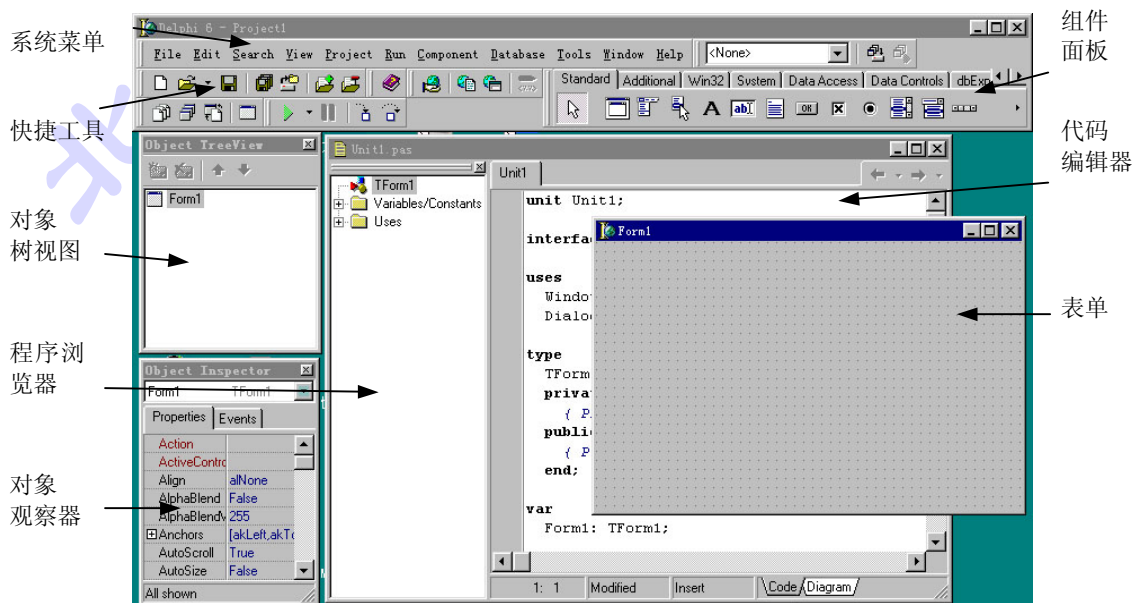 系统菜单
快捷工具
对象
树视图
程序浏
览器
对象
观察器
组件
面板
代码
编辑器
表单
北
Delphi 6 - Project1
File Edit Search View Project Run Component Database Tools Window Help
<None>
Standard Additional Win32 System Data Access Data Controls dbExp
A ab OK
Object TreeView
Form1
Object Inspector
Form1 TForm1
Properties Events
Action
ActiveContro
Align alNone
AlphaBlend False
AlphaBlendV 255
Anchors [akLeft,akTo
AutoScroll True
AutoSize False
All shown
Unit1.pas
TForm1
Variables/Constants
Uses
Unit1
unit Unit1;
interfa
uses
Windo
Dialo
type
TForm
priva
{ P
publi
{ P
end;
var
Form1: TForm1;
1: 1 Modified Insert Code Diagram
Form1